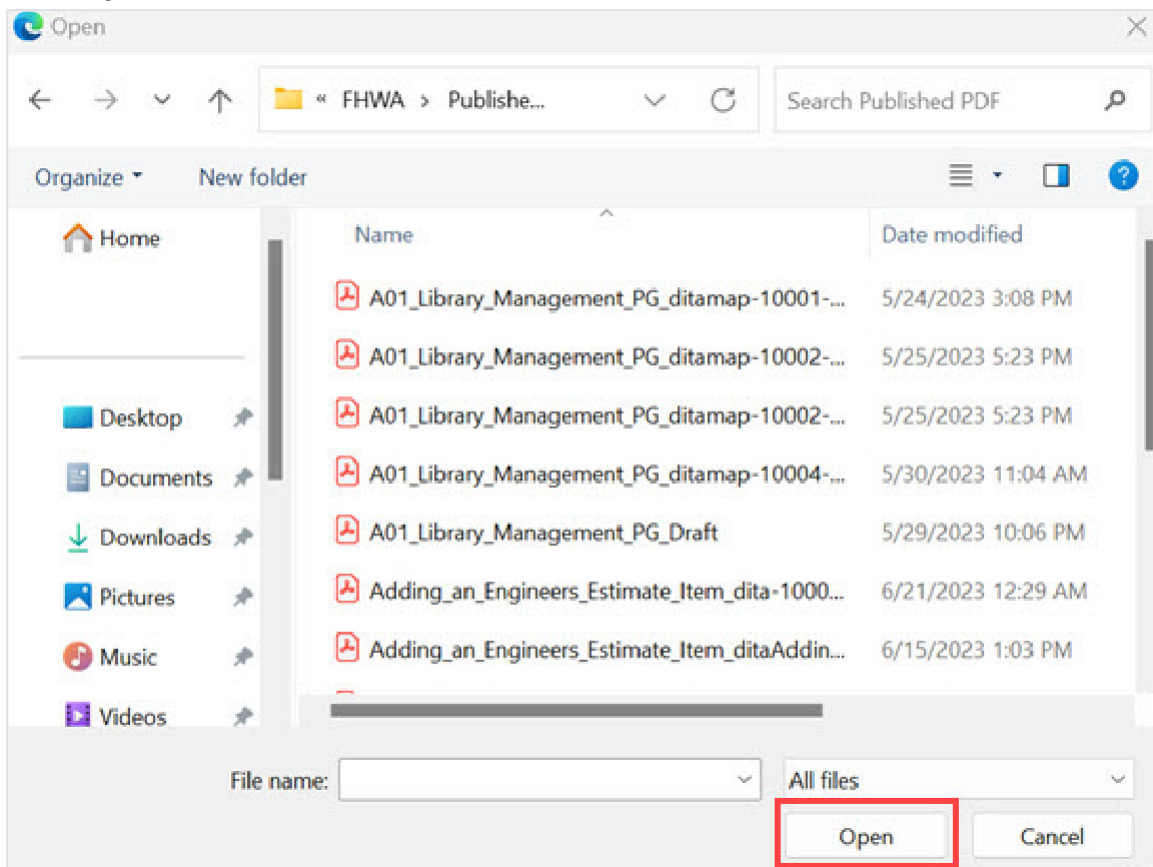 Open
« FHWA > Publishe...
Search Published PDF
Organize
New folder
Home
Name
Date modified
A01_Library_Management_PG_ditamap-10001-...
5/24/2023 3:08 PM
A01_Library_Management_PG_ditamap-10002-...
5/25/2023 5:23 PM
A01_Library_Management_PG_ditamap-10002-...
5/25/2023 5:23 PM
Desktop
A01_Library_Management_PG_ditamap-10004-...
5/30/2023 11:04 AM
Documents
A01_Library_Management_PG_Draft
5/29/2023 10:06 PM
Downloads
Adding_an_Engineers_Estimate_Item_dita-1000...
6/21/2023 12:29 AM
Pictures
Adding_an_Engineers_Estimate_Item_ditaAddin...
6/15/2023 1:03 PM
Music
Videos
File name:
All files
Open
Cancel